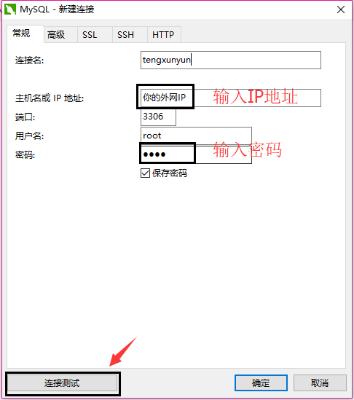 MySQL - 新建连接
常规 高级 SSL SSH HTTP
连接名: tengxunyun
主机名或 IP 地址: 你的外网IP 输入IP地址
端口: 3306
用户名: root
密码: ●●●● 输入密码
保存密码
连接测试 确定 取消